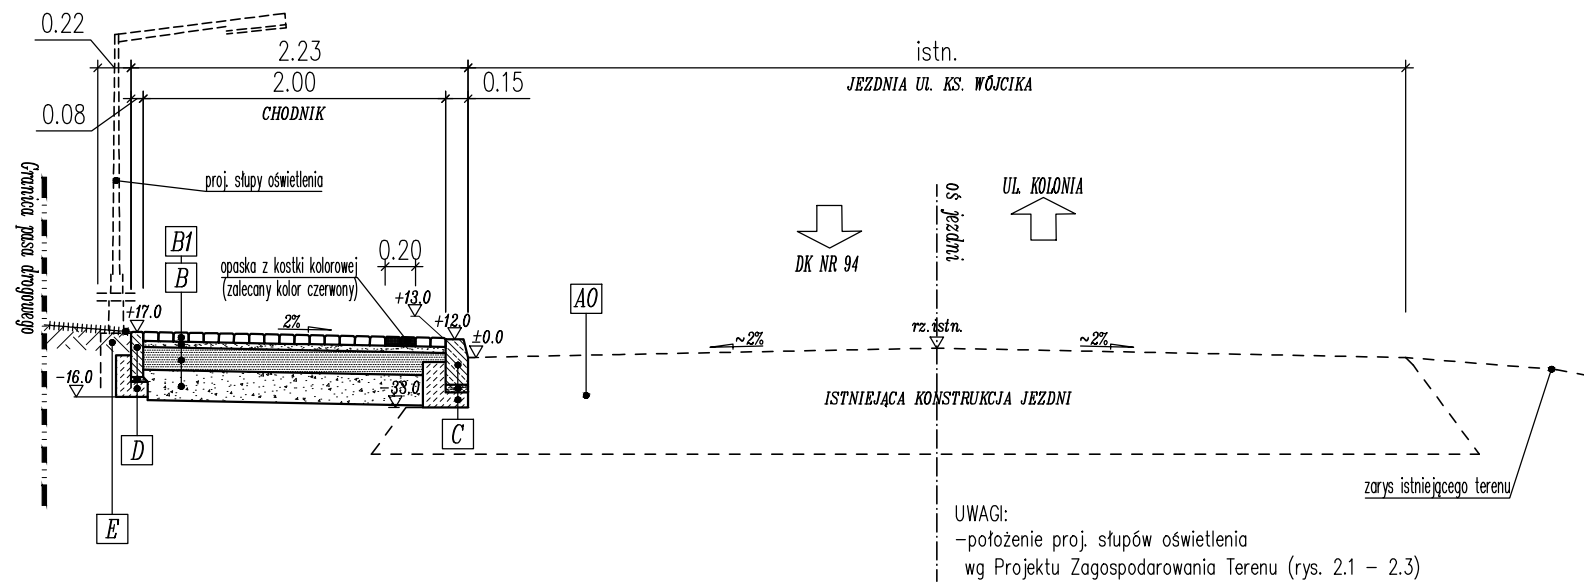 0.22
2.23
istn.
2.00
0.15
JEZDNIA Ul. KS. WÓJCIKA
0.08
CHODNIK
Granica pasa drogowego
proj. słupy oświetlenia
oś jezdni
UL. KOLONIA
B1
B
0.20
opaska z kostki kolorowej
(zalecany kolor czerwony)
DK NR 94
A0
+13.0
+17.0
2%
+12.0
±0.0
rz.istn.
~2%
~2%
-16.0
-33.0
ISTNIEJĄCA KONSTRUKCJA JEZDNI
D
C
E
zarys istniejącego terenu
UWAGI:
-położenie proj. słupów oświetlenia
wg Projektu Zagospodarowania Terenu (rys. 2.1 - 2.3)